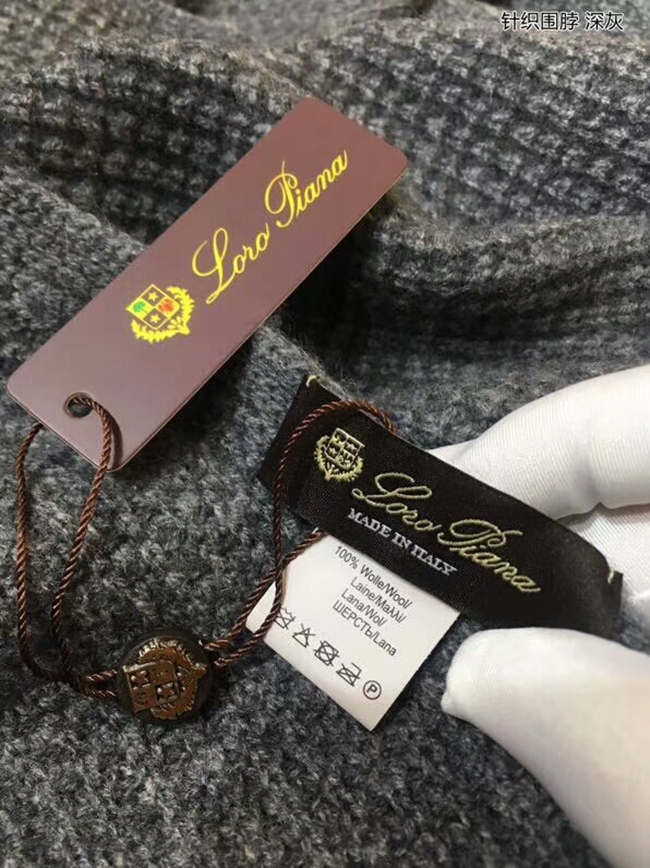 针织围脖 深灰
Loro Piana
Loro Piana
MADE IN ITALY
100% Wolle/Wool/
Laine/Μαλλί/
Lana/Wol/
ШЕРСТЬ/Lana
P